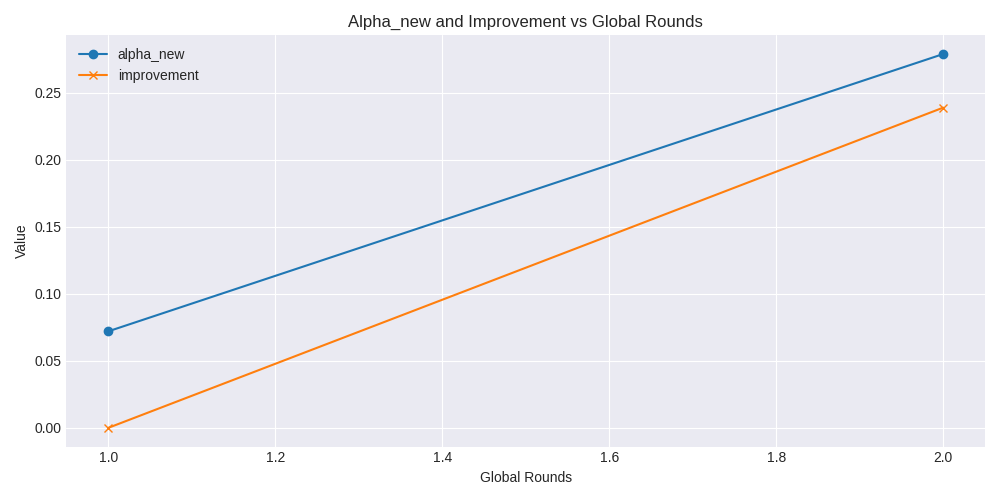 Alpha_new and Improvement vs Global Rounds
alpha_new
improvement
Value
0.25
0.20
0.15
0.10
0.05
0.00
1.0 1.2 1.4 1.6 1.8 2.0
Global Rounds